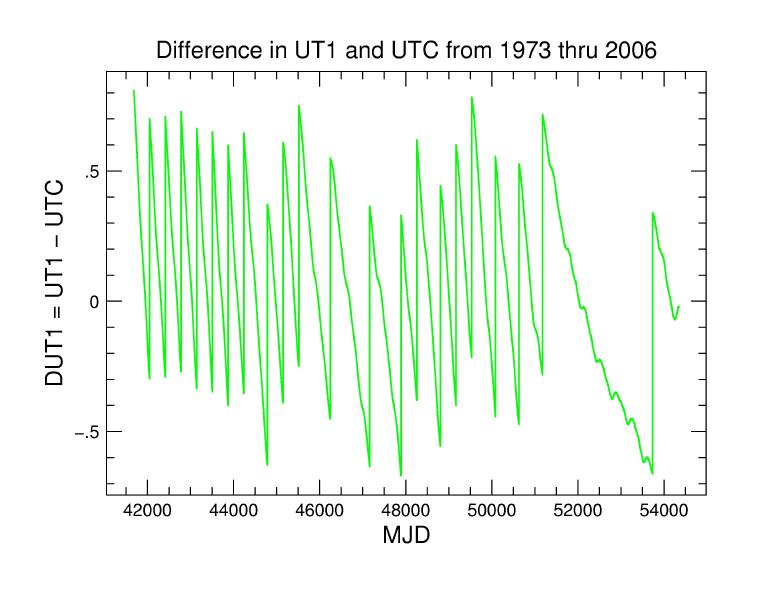 Difference in UT1 and UTC from 1973 thru 2006
.5
0
−.5
DUT1 = UT1 − UTC
42000 44000 46000 48000 50000 52000 54000
MJD